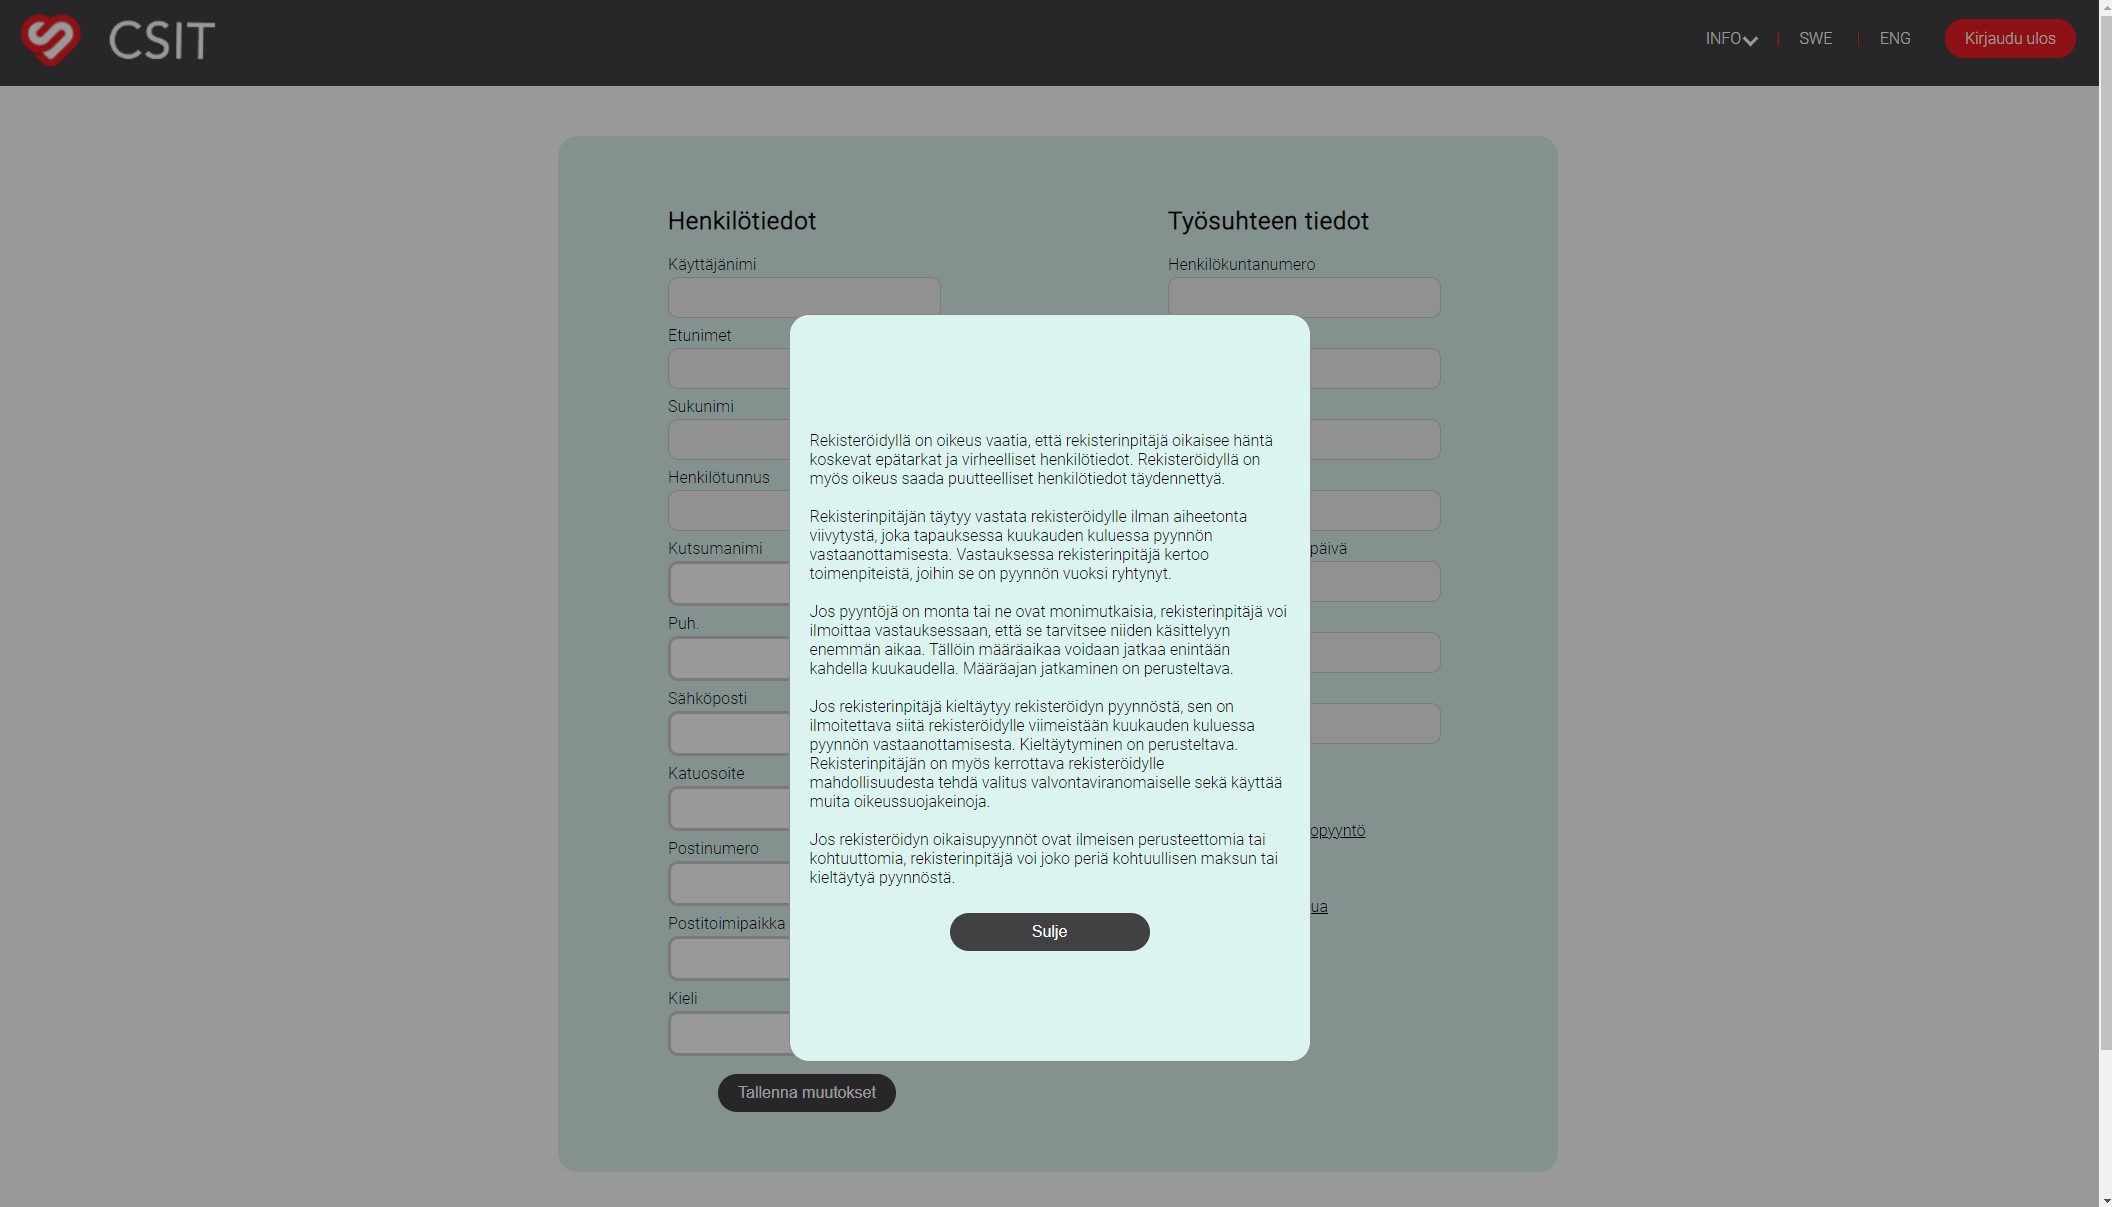 CSIT
INFO
SWE
ENG
Kirjaudu ulos
Henkilötiedot
Käyttäjänimi
Etunimet
Sukunimi
Henkilötunnus
Kutsumanimi
Puh.
Sähköposti
Katuosoite
Postinumero
Postitoimipaikka
Kieli
Tallenna muutokset
Työsuhteen tiedot
Henkilökuntanumero
päivä
opyyntö
ua
Rekisteröidyllä on oikeus vaatia, että rekisterinpitäjä oikaisee häntä
koskevat epätarkat ja virheelliset henkilötiedot. Rekisteröidyllä on
myös oikeus saada puutteelliset henkilötiedot täydennettyä.
Rekisterinpitäjän täytyy vastata rekisteröidylle ilman aiheetonta
viivytystä, joka tapauksessa kuukauden kuluessa pyynnön
vastaanottamisesta. Vastauksessa rekisterinpitäjä kertoo
toimenpiteistä, joihin se on pyynnön vuoksi ryhtynyt.
Jos pyyntöjä on monta tai ne ovat monimutkaisia, rekisterinpitäjä voi
ilmoittaa vastauksessaan, että se tarvitsee niiden käsittelyyn
enemmän aikaa. Tällöin määräaikaa voidaan jatkaa enintään
kahdella kuukaudella. Määräajan jatkaminen on perusteltava.
Jos rekisterinpitäjä kieltäytyy rekisteröidyn pyynnöstä, sen on
ilmoitettava siitä rekisteröidylle viimeistään kuukauden kuluessa
pyynnön vastaanottamisesta. Kieltäytyminen on perusteltava.
Rekisterinpitäjän on myös kerrottava rekisteröidylle
mahdollisuudesta tehdä valitus valvontaviranomaiselle sekä käyttää
muita oikeussuojakeinoja.
Jos rekisteröidyn oikaisupyynnöt ovat ilmeisen perusteettomia tai
kohtuuttomia, rekisterinpitäjä voi joko periä kohtuullisen maksun tai
kieltäytyä pyynnöstä.
Sulje